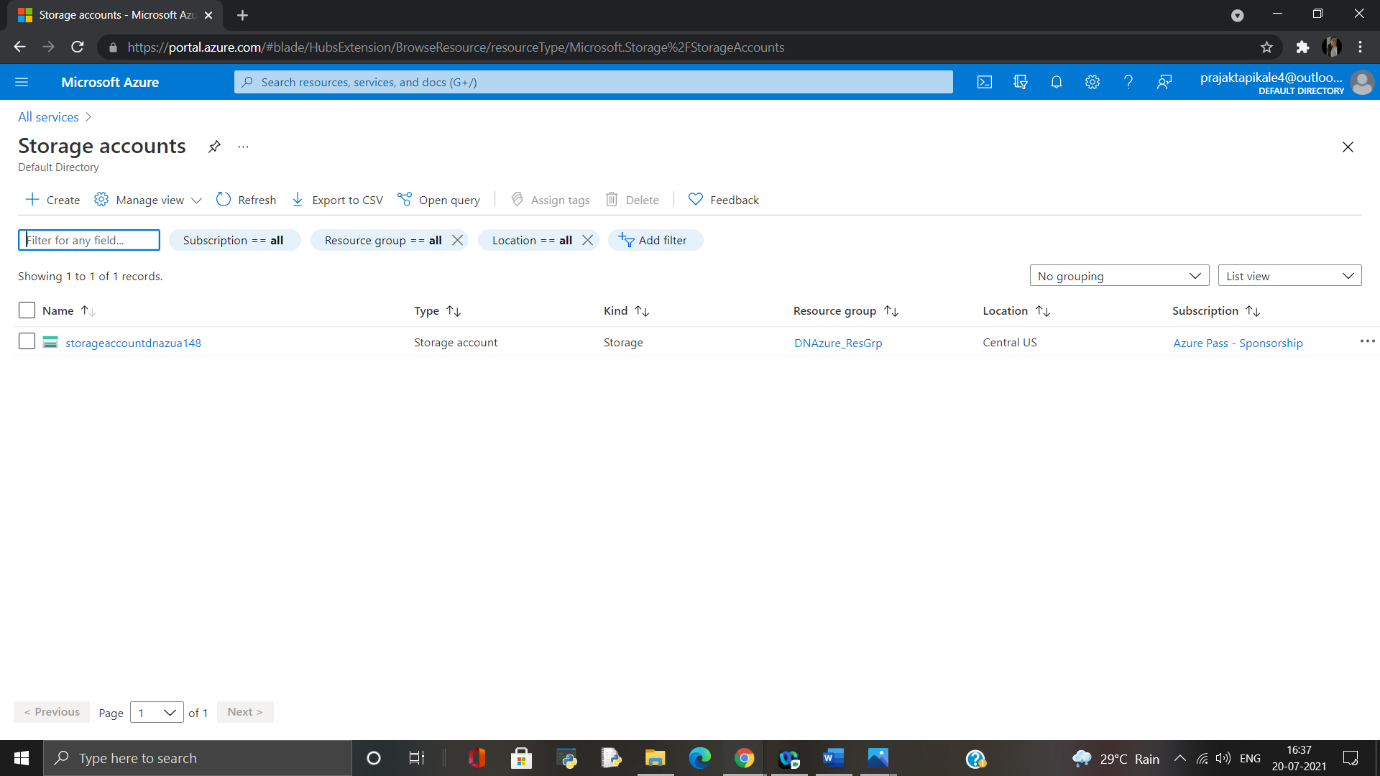 Storage accounts - Microsoft Azu
https://portal.azure.com/#blade/HubsExtension/BrowseResource/resourceType/Microsoft.Storage%2FStorageAccounts
Microsoft Azure
Search resources, services, and docs (G+/)
prajaktapikale4@outloo...
DEFAULT DIRECTORY
All services >
Storage accounts
...
Default Directory
+ Create Manage view Refresh Export to CSV Open query Assign tags Delete Feedback
Filter for any field... Subscription == all Resource group == all Location == all Add filter
Showing 1 to 1 of 1 records. No grouping List view
Name Type Kind Resource group Location Subscription
storageaccountdnazua148 Storage account Storage DNAzure_ResGrp Central US Azure Pass - Sponsorship ...
< Previous Page 1 of 1 Next >
Type here to search
29°C Rain ENG
16:37
20-07-2021